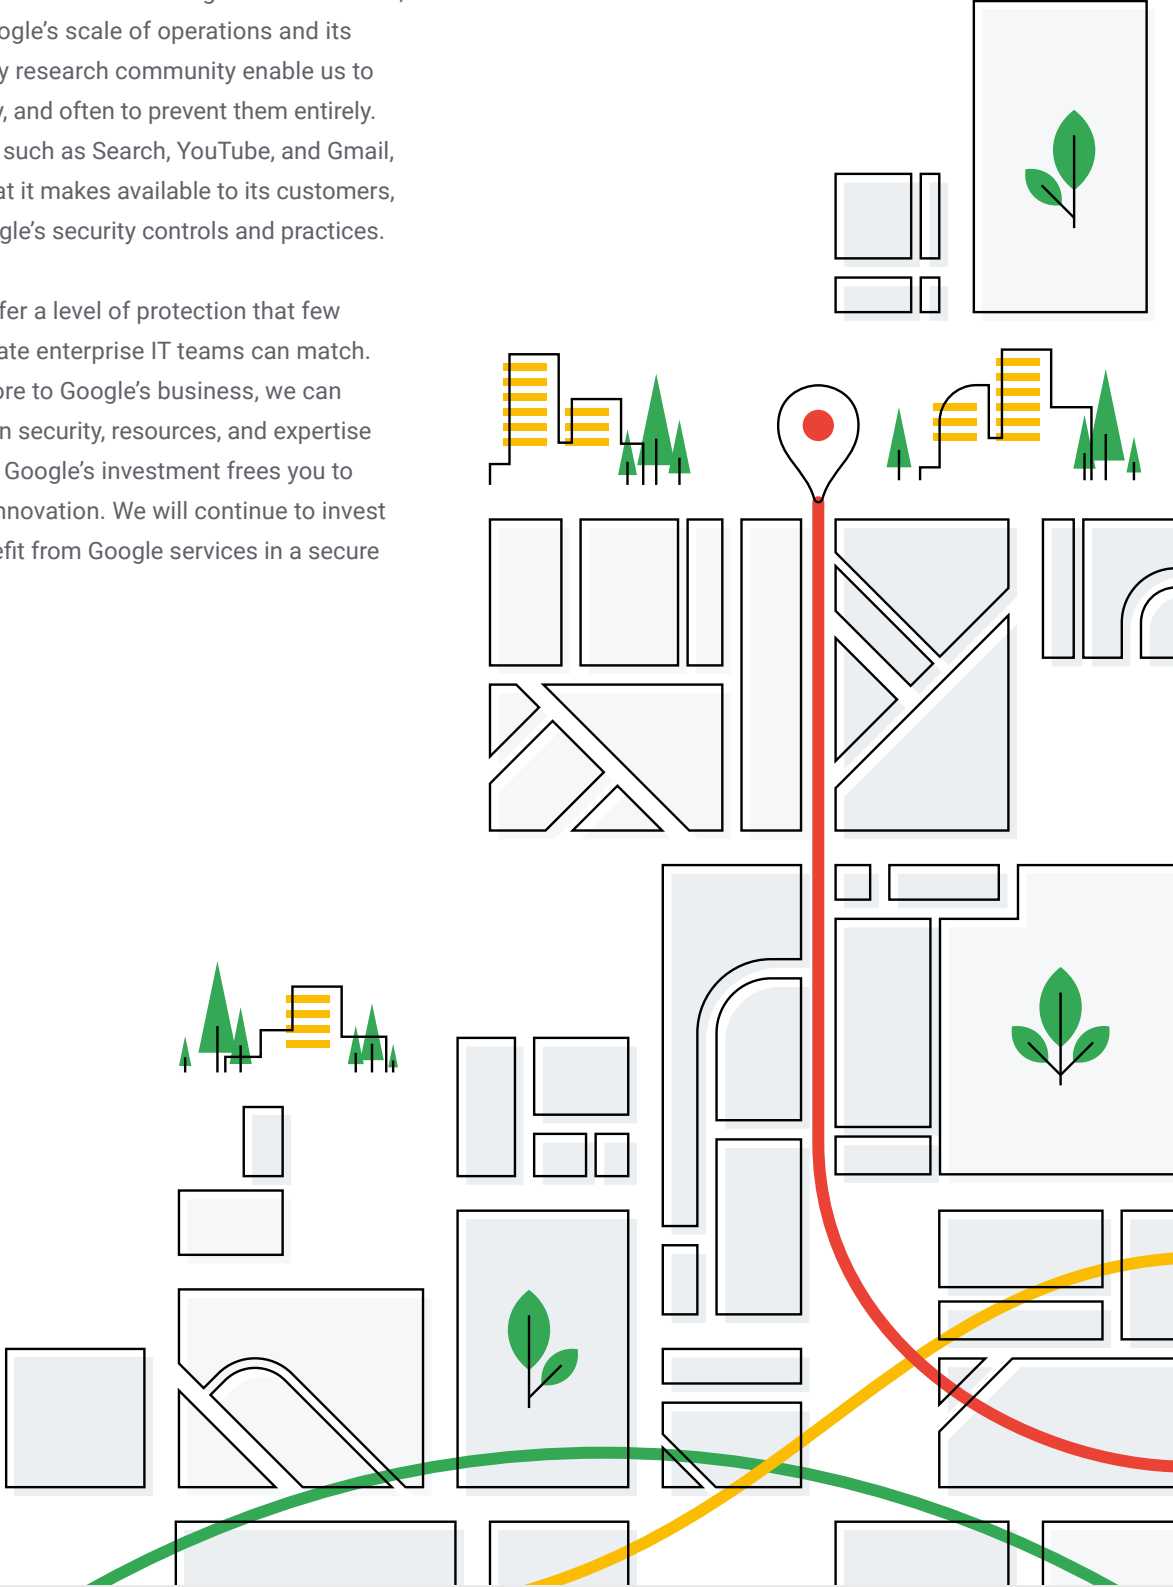 ogle’s scale of operations and its
y research community enable us to
, and often to prevent them entirely.
such as Search, YouTube, and Gmail,
at it makes available to its customers,
gle’s security controls and practices.
fer a level of protection that few
ate enterprise IT teams can match.
ore to Google’s business, we can
n security, resources, and expertise
Google’s investment frees you to
nnovation. We will continue to invest
efit from Google services in a secure